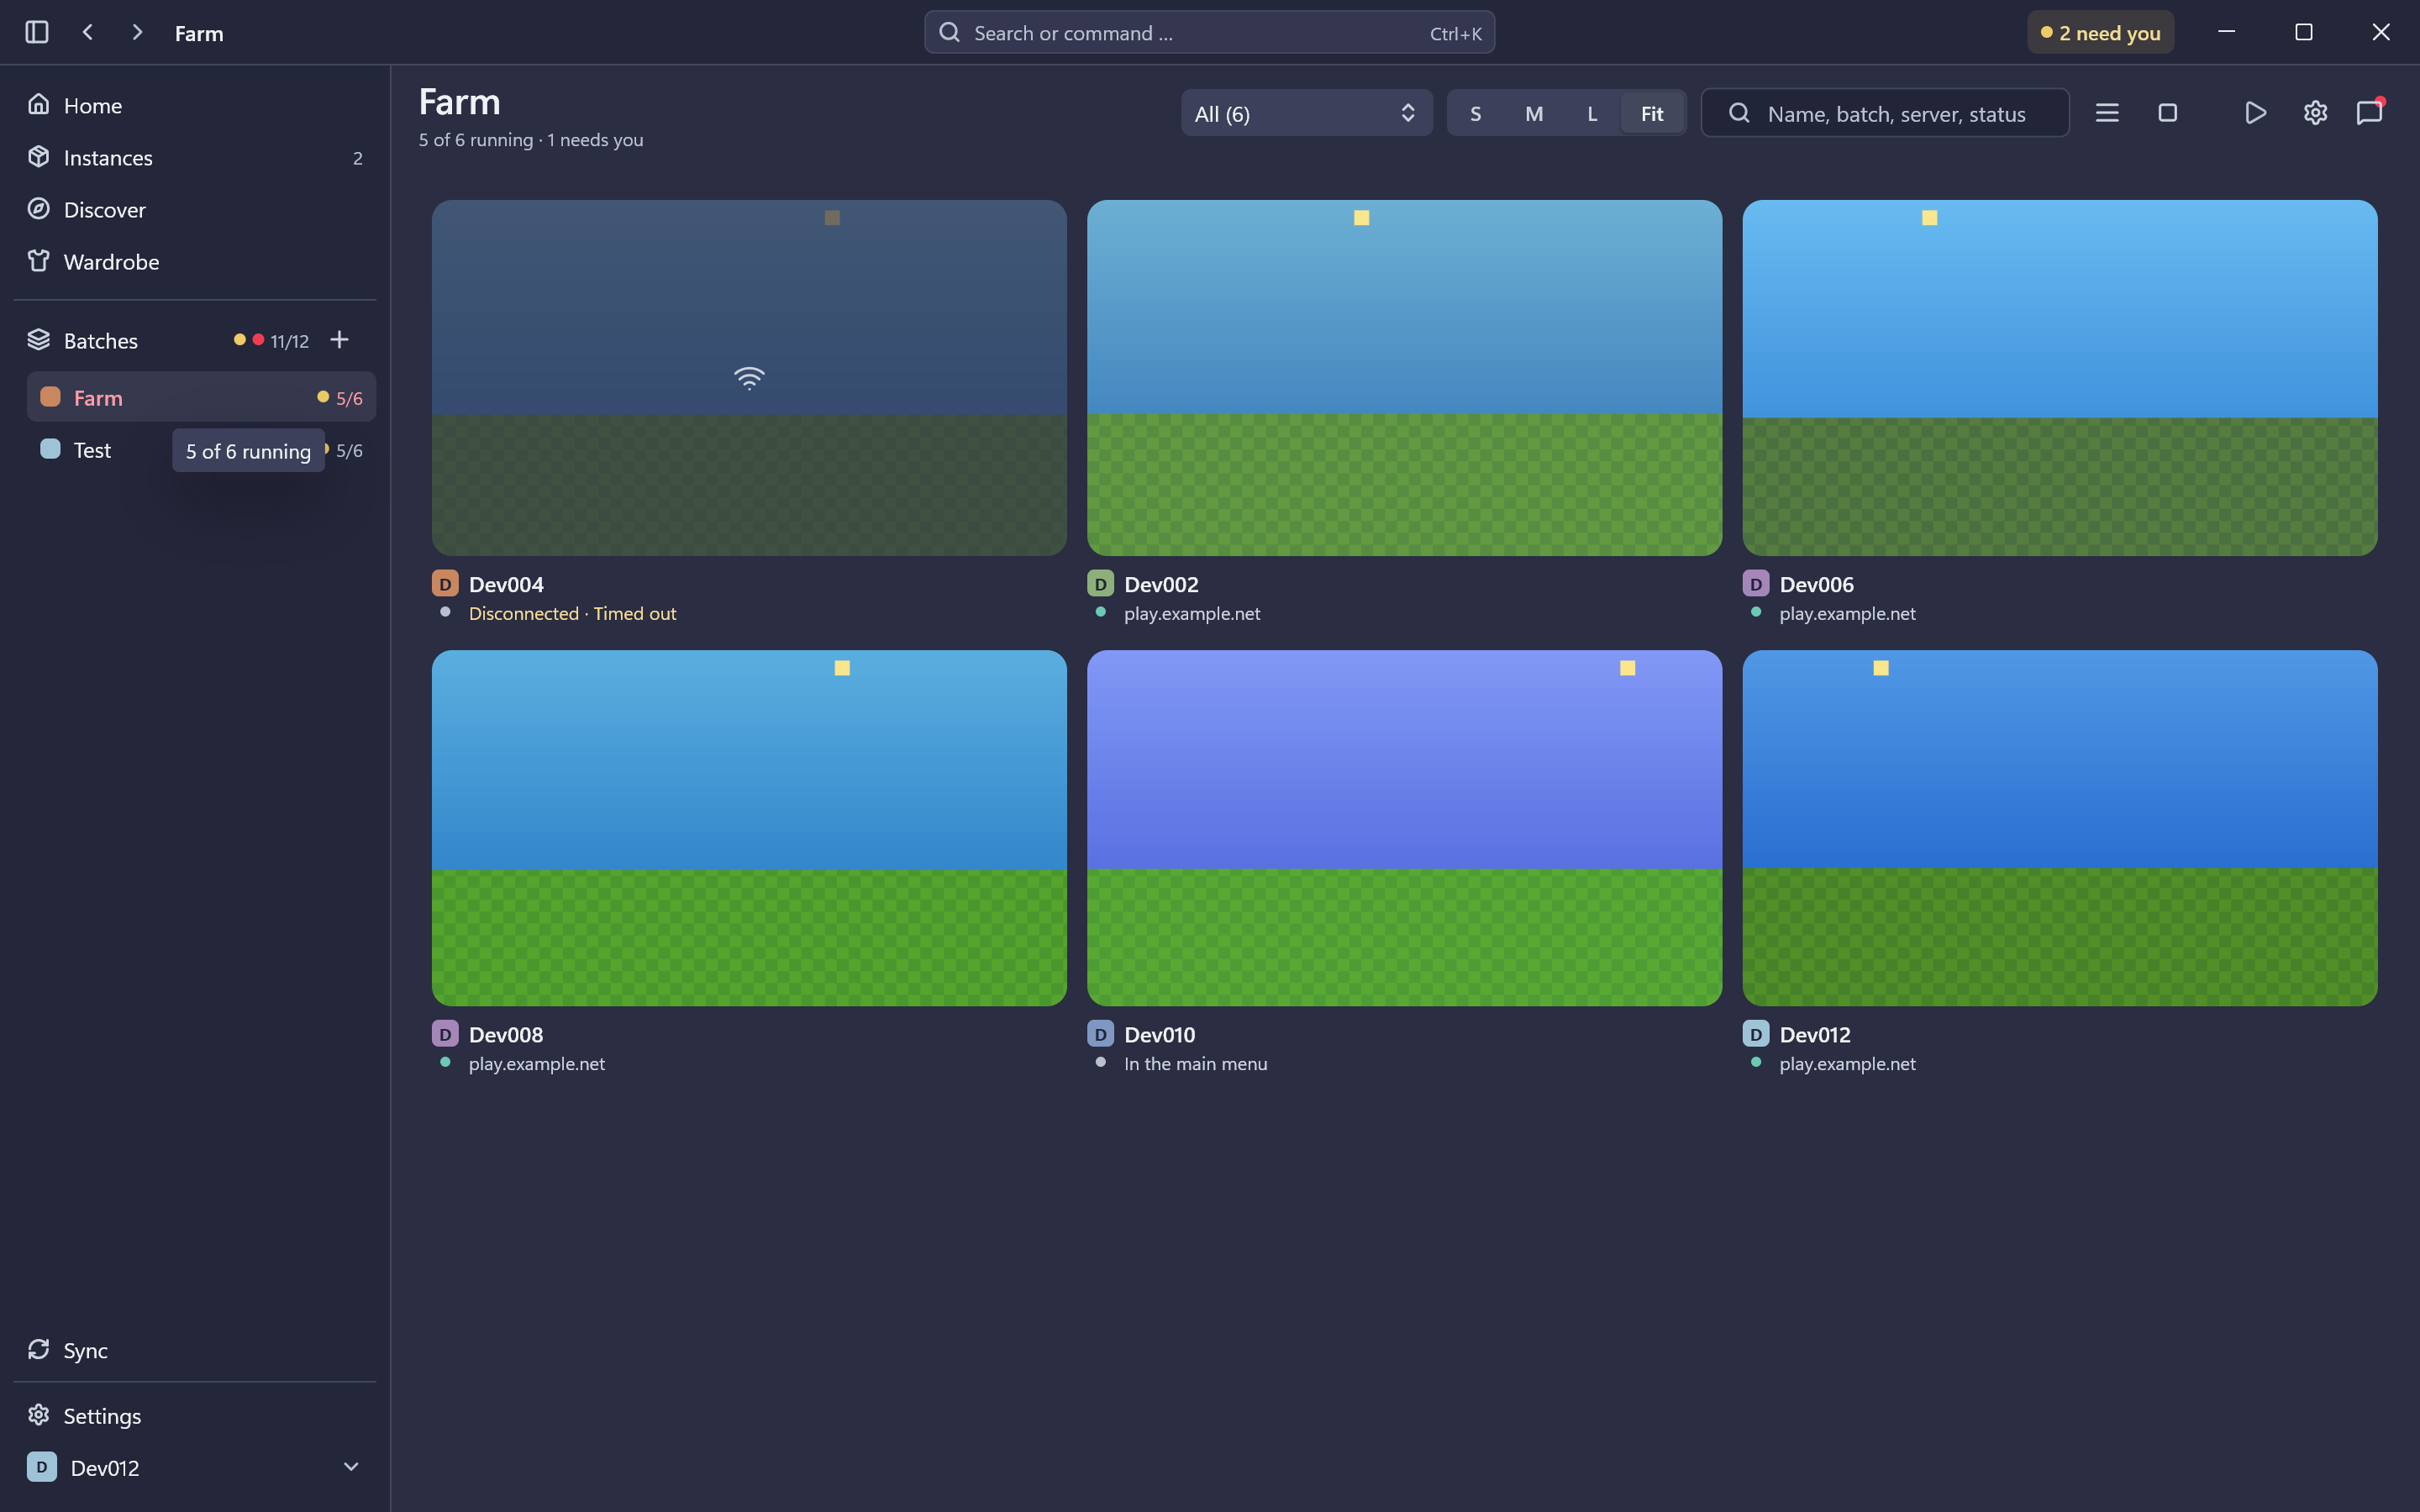 Farm
Search or command ...
Ctrl+K
2 need you
Home
Instances
2
Discover
Wardrobe
Batches
11/12
Farm
5/6
Test
5 of 6 running
5/6
Sync
Settings
D
Dev012
Farm
5 of 6 running · 1 needs you
All (6)
S
M
L
Fit
Name, batch, server, status
D
Dev004
Disconnected · Timed out
D
Dev002
play.example.net
D
Dev006
play.example.net
D
Dev008
play.example.net
D
Dev010
In the main menu
D
Dev012
play.example.net